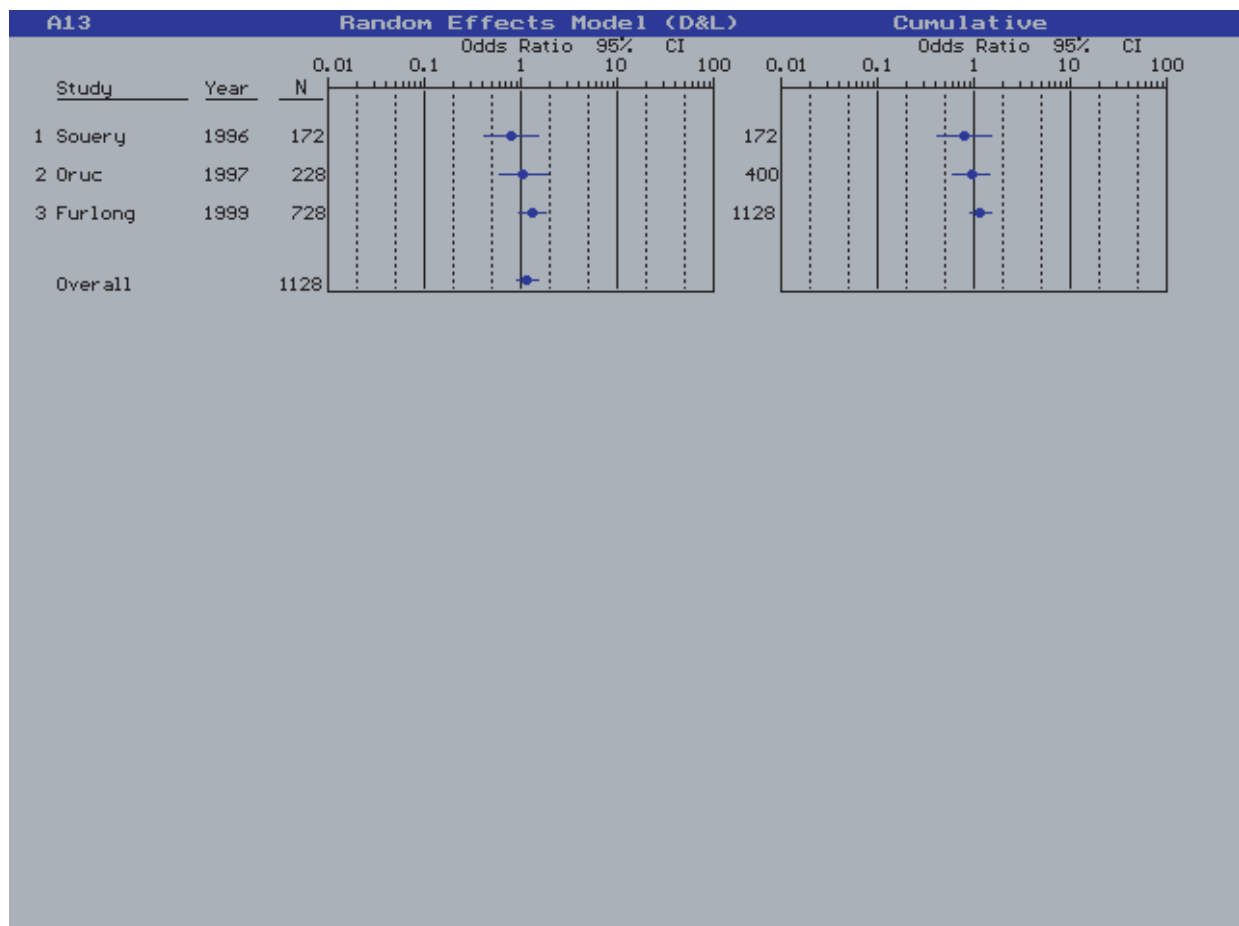 A13 Random Effects Model (D&L) Cumulative
Odds Ratio 95% CI Odds Ratio 95% CI
0.01 0.1 1 10 100 0.01 0.1 1 10 100
Study Year N
1 Souery 1996 172 172
2 Oruc 1997 228 400
3 Furlong 1999 728 1128
Overall 1128